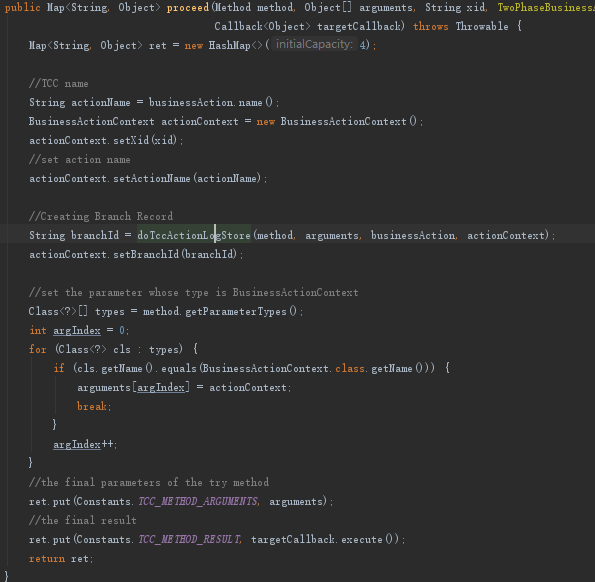 public Map<String, Object> proceed(Method method, Object[] arguments, String xid, TwoPhaseBusiness
Callback<Object> targetCallback) throws Throwable {
Map<String, Object> ret = new HashMap<>( initialCapacity: 4);
//TCC name
String actionName = businessAction.name();
BusinessActionContext actionContext = new BusinessActionContext();
actionContext.setXid(xid);
//set action name
actionContext.setActionName(actionName);
//Creating Branch Record
String branchId = doTccActionLogStore(method, arguments, businessAction, actionContext);
actionContext.setBranchId(branchId);
//set the parameter whose type is BusinessActionContext
Class<?>[] types = method.getParameterTypes();
int argIndex = 0;
for (Class<?> cls : types) {
if (cls.getName().equals(BusinessActionContext.class.getName())) {
arguments[argIndex] = actionContext;
break;
}
argIndex++;
}
//the final parameters of the try method
ret.put(Constants.TCC_METHOD_ARGUMENTS, arguments);
//the final result
ret.put(Constants.TCC_METHOD_RESULT, targetCallback.execute());
return ret;
}